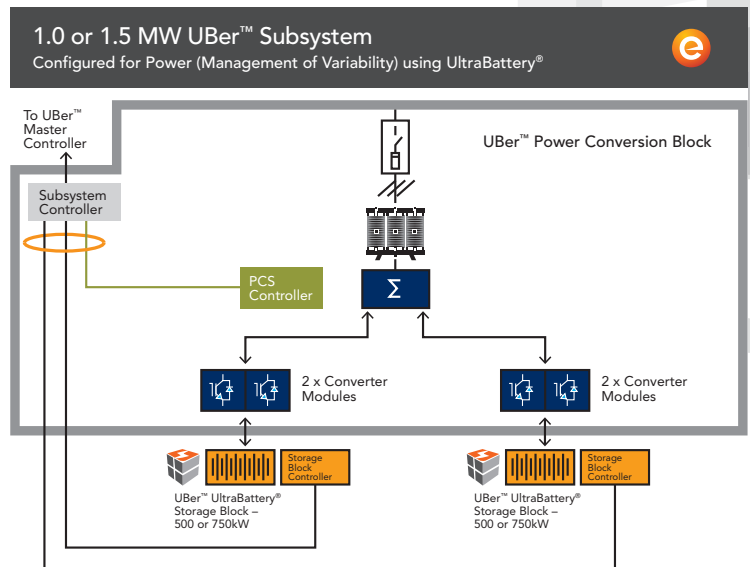 1.0 or 1.5 MW UBer™ Subsystem
Configured for Power (Management of Variability) using UltraBattery®
e
To UBer™
Master
Controller
UBer™ Power Conversion Block
Subsystem
Controller
PCS
Controller
Σ
2 x Converter
Modules
2 x Converter
Modules
Storage
Block
Controller
UBer™ UltraBattery®
Storage Block –
500 or 750kW
Storage
Block
Controller
UBer™ UltraBattery®
Storage Block –
500 or 750kW